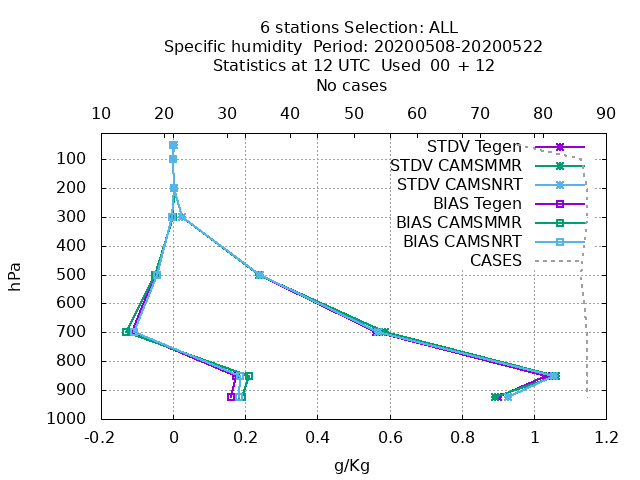 6 stations Selection: ALL
Specific humidity  Period: 20200508-20200522
Statistics at 12 UTC  Used  00 + 12
No cases
10 20 30 40 50 60 70 80 90
STDV Tegen
STDV CAMSMMR
STDV CAMSNRT
BIAS Tegen
BIAS CAMSMMR
BIAS CAMSNRT
CASES
hPa
100
200
300
400
500
600
700
800
900
1000
-0.2 0 0.2 0.4 0.6 0.8 1 1.2
g/Kg